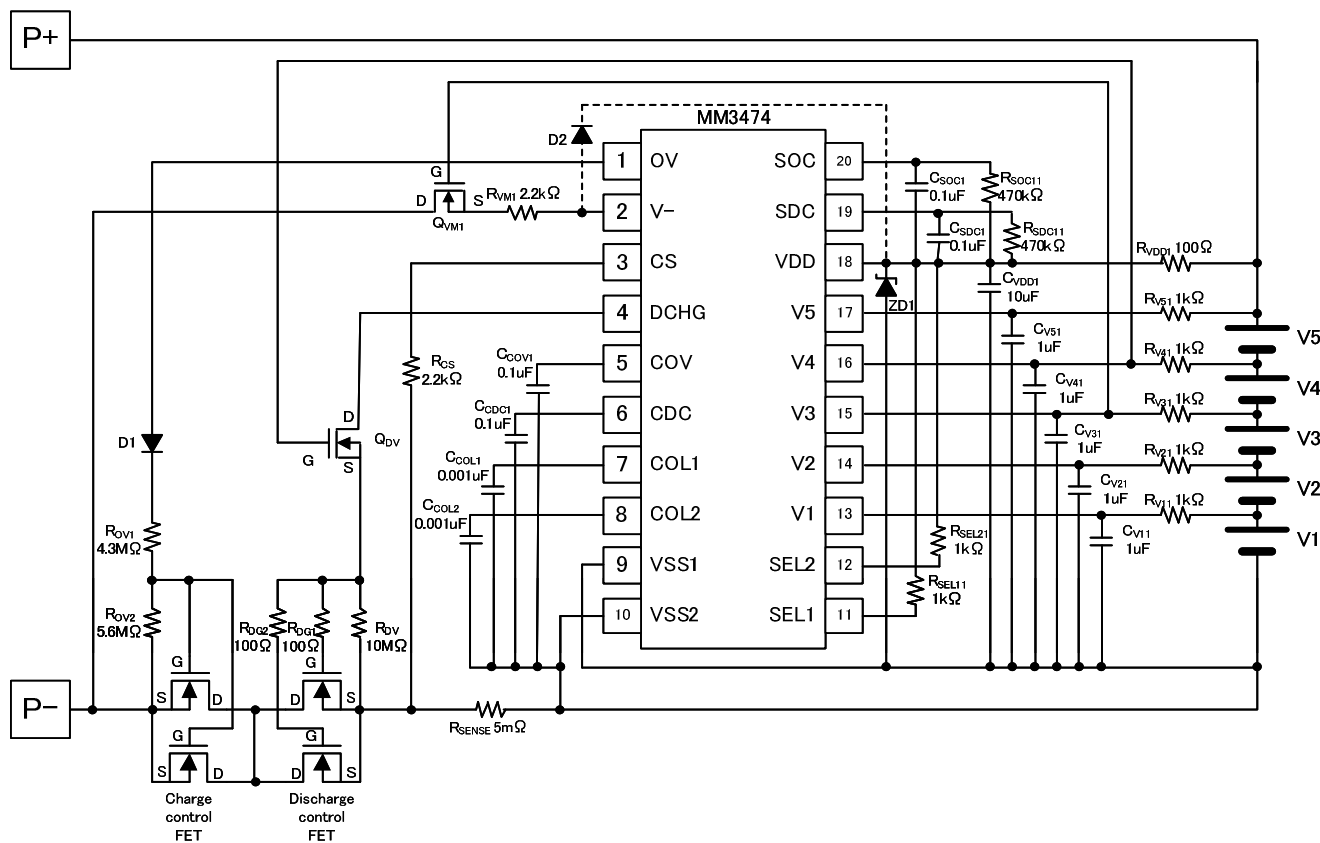 P+
MM3474
D2
1 OV
2 V-
3 CS
4 DCHG
5 COV
6 CDC
7 COL1
8 COL2
9 VSS1
10 VSS2
SOC 20
SDC 19
VDD 18
V5 17
V4 16
V3 15
V2 14
V1 13
SEL2 12
SEL1 11
G
D
S
QVM1
RVM1 2.2kΩ
CSOC1
0.1uF
RSOC11
470kΩ
CSDC1
0.1uF
RSDC11
470kΩ
RVDD1 100Ω
CVDD1
10uF
ZD1
RV51 1kΩ
CV51
1uF
RV41 1kΩ
CV41
1uF
RV31 1kΩ
CV31
1uF
RV21 1kΩ
CV21
1uF
RV11 1kΩ
CV11
1uF
V5
V4
V3
V2
V1
RSEL21
1kΩ
RSEL11
1kΩ
RCS
2.2kΩ
CCOV1
0.1uF
CCDC1
0.1uF
CCOL1
0.001uF
CCOL2
0.001uF
D1
D
QDV
G
S
ROV1
4.3MΩ
ROV2
5.6MΩ
RDG2
100Ω
RDG1
100Ω
RDV
10MΩ
P-
G
S
D
G
D
S
RSENSE 5mΩ
G
S
D
G
D
S
Charge
control
FET
Discharge
control
FET